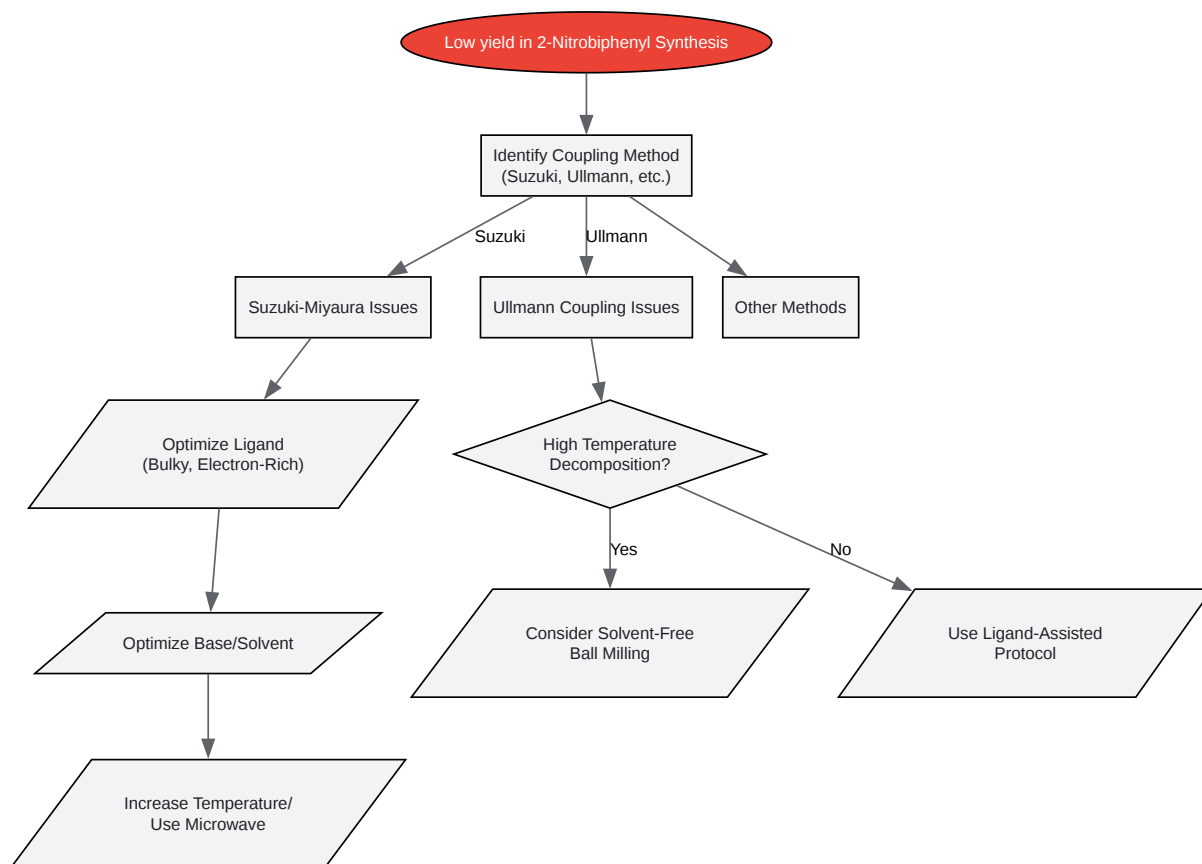 Low yield in 2-Nitrobiphenyl Synthesis
Identify Coupling Method
(Suzuki, Ullmann, etc.)
Suzuki
Ullmann
Suzuki-Miyaura Issues
Ullmann Coupling Issues
Other Methods
Optimize Ligand
(Bulky, Electron-Rich)
High Temperature
Decomposition?
Yes
No
Optimize Base/Solvent
Consider Solvent-Free
Ball Milling
Use Ligand-Assisted
Protocol
Increase Temperature/
Use Microwave